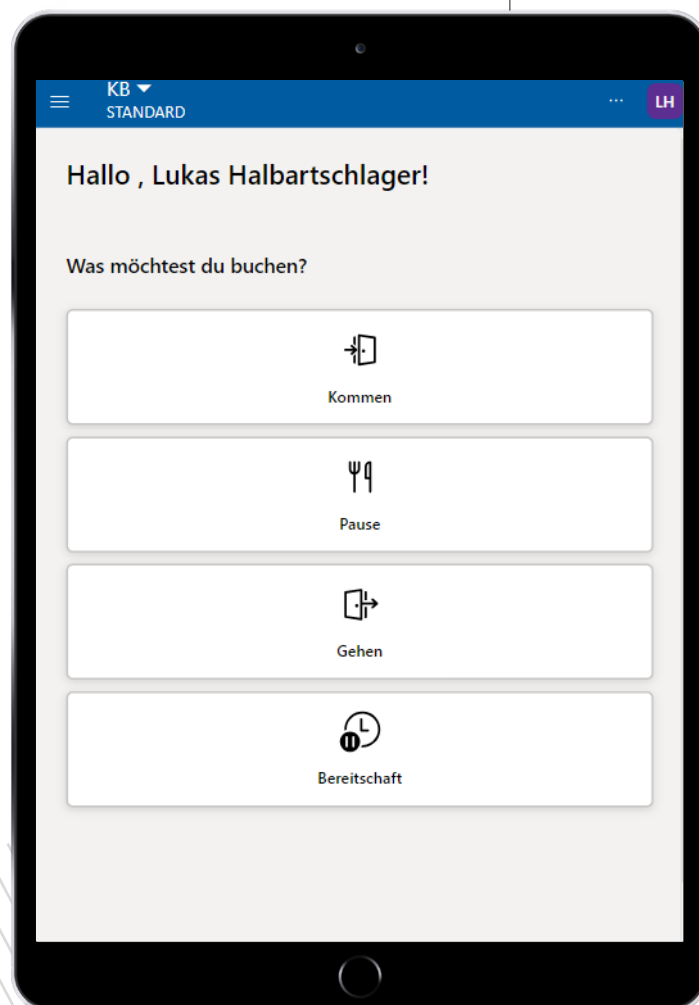 KB
STANDARD
...
LH
Hallo , Lukas Halbartschlager!
Was möchtest du buchen?
Kommen
Pause
Gehen
Bereitschaft